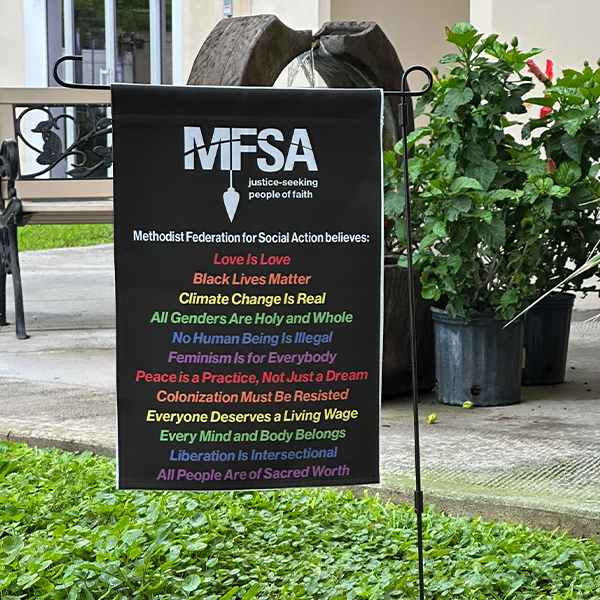 MFSA
justice-seeking
people of faith
Methodist Federation for Social Action believes:
Love Is Love
Black Lives Matter
Climate Change Is Real
All Genders Are Holy and Whole
No Human Being Is Illegal
Feminism Is for Everybody
Peace is a Practice, Not Just a Dream
Colonization Must Be Resisted
Everyone Deserves a Living Wage
Every Mind and Body Belongs
Liberation Is Intersectional
All People Are of Sacred Worth